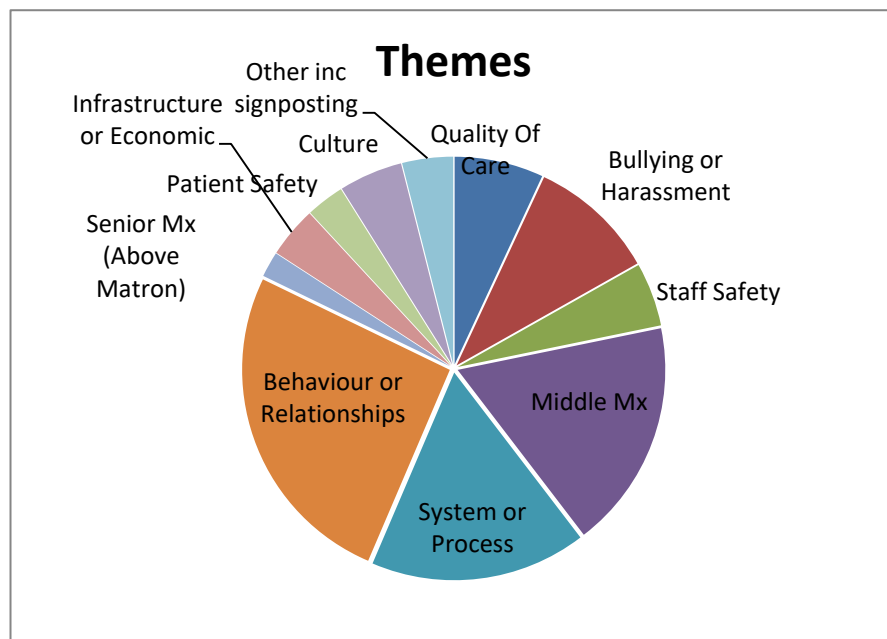 Themes
Other inc
signposting
Quality Of
Care
Bullying or
Harassment
Staff Safety
Middle Mx
System or
Process
Behaviour or
Relationships
Senior Mx
(Above
Matron)
Infrastructure
or Economic
Patient Safety
Culture